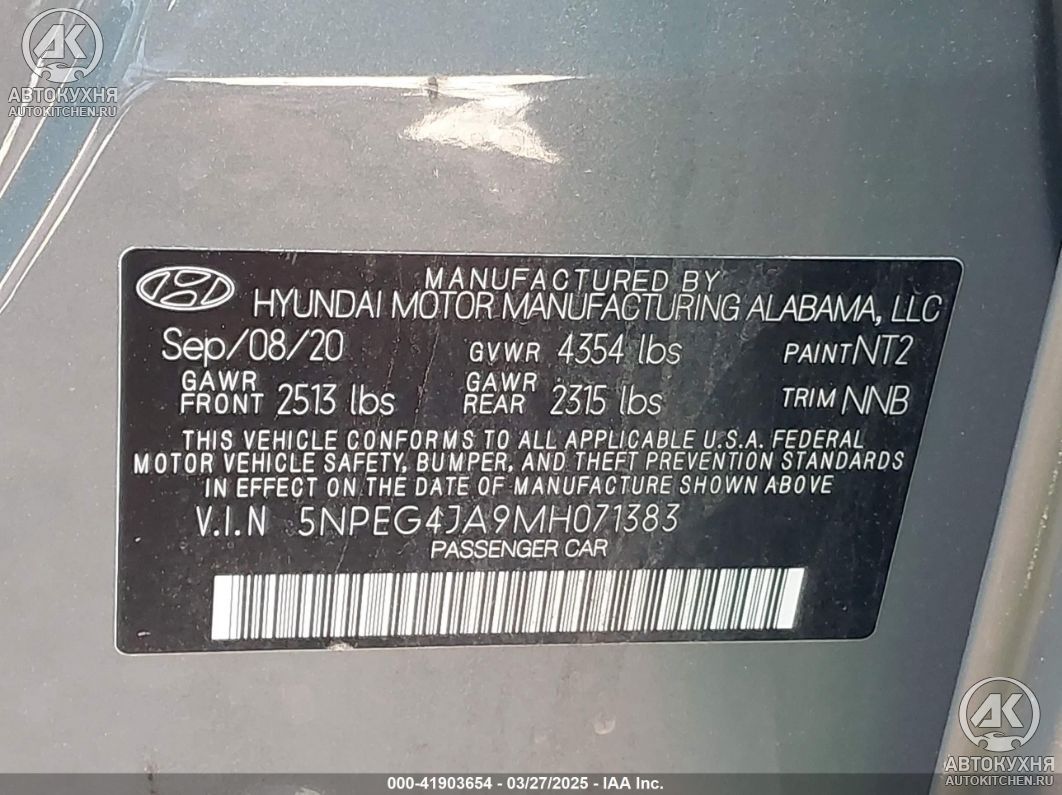 АВТОКУХНЯ
AUTOKITCHEN.RU
MANUFACTURED BY
HYUNDAI MOTOR MANUFACTURING ALABAMA, LLC
Sep/08/20 GVWR 4354 lbs PAINT NT2
GAWR FRONT 2513 lbs GAWR REAR 2315 lbs TRIM NNB
THIS VEHICLE CONFORMS TO ALL APPLICABLE U.S.A. FEDERAL
MOTOR VEHICLE SAFETY, BUMPER, AND THEFT PREVENTION STANDARDS
IN EFFECT ON THE DATE OF MANUFACTURE SHOWN ABOVE
V.I.N 5NPEG4JA9MH071383
PASSENGER CAR
АВТОКУХНЯ
AUTOKITCHEN.RU
000-41903654 - 03/27/2025 - IAA Inc.